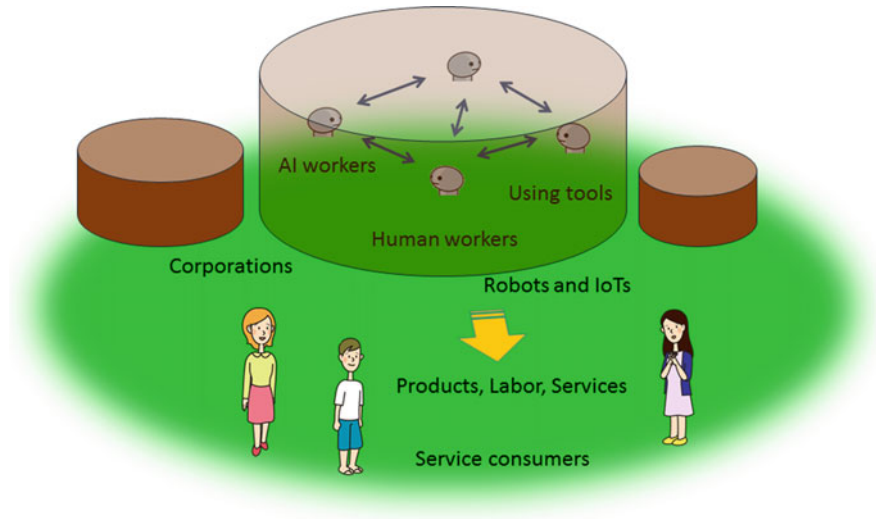 AI workers
Using tools
Human workers
Corporations
Robots and IoTs
Products, Labor, Services
Service consumers